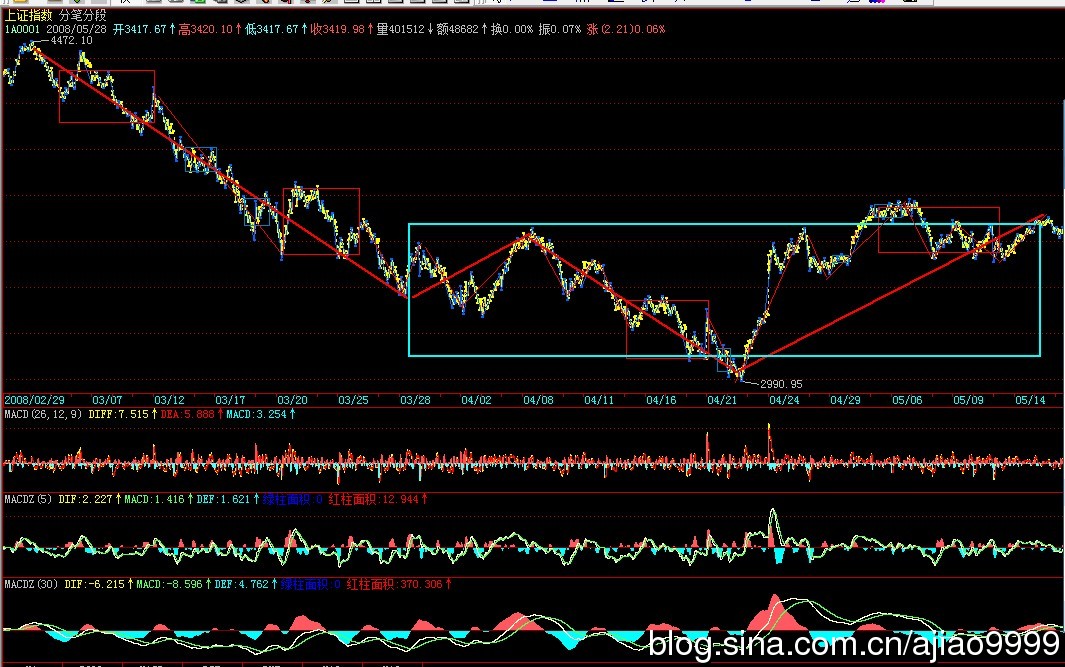 上证指数 分笔分段
1A0001 2008/05/28 开3417.67↑高3420.10↑低3417.67↑收3419.98↑量401512↓额48682↑换0.00% 振0.07% 涨(2.21)0.06%
4472.10
2990.95
2008/02/29 03/07 03/12 03/17 03/20 03/25 03/28 04/02 04/08 04/11 04/16 04/21 04/24 04/29 05/06 05/09 05/14
MACD(26,12,9) DIFF:7.515↑DEA:5.888↑MACD:3.254↑
MACDZ(5) DIF:2.227↑MACD:1.416↑DEF:1.621↑绿柱面积:0 红柱面积:12.944↑
MACDZ(30) DIF:-6.215↑MACD:-8.596↑DEF:4.762↑绿柱面积:0 红柱面积:370.306↑
blog.sina.com.cn/ajiao9999